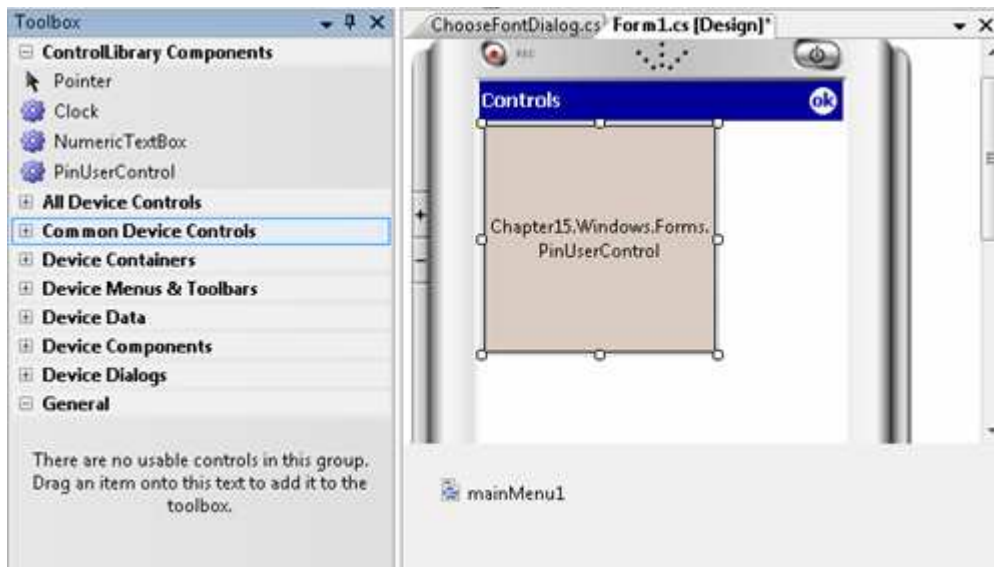 Toolbox
ControlLibrary Components
Pointer
Clock
NumericTextBox
PinUserControl
All Device Controls
Common Device Controls
Device Containers
Device Menus & Toolbars
Device Data
Device Components
Device Dialogs
General
There are no usable controls in this group.
Drag an item onto this text to add it to the
toolbox.
ChooseFontDialog.cs
Form1.cs [Design]*
Controls
ok
Chapter15.Windows.Forms.
PinUserControl
+
-
mainMenu1